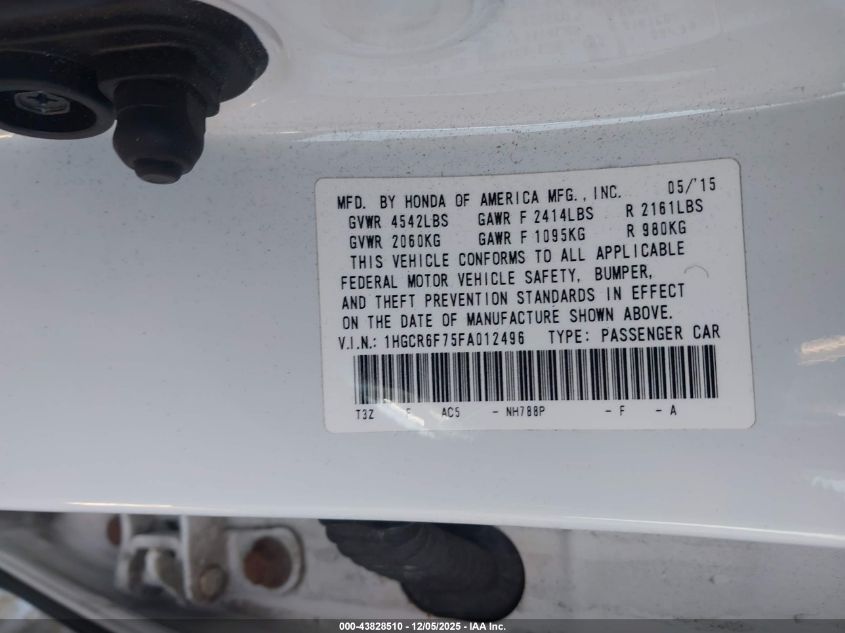 MFD. BY HONDA OF AMERICA MFG., INC. 05/'15
GVWR 4542LBS GAWR F 2414LBS R 2161LBS
GVWR 2060KG GAWR F 1095KG R 980KG
THIS VEHICLE CONFORMS TO ALL APPLICABLE
FEDERAL MOTOR VEHICLE SAFETY, BUMPER,
AND THEFT PREVENTION STANDARDS IN EFFECT
ON THE DATE OF MANUFACTURE SHOWN ABOVE.
V.I.N.: 1HGCR6F75FA012496 TYPE: PASSENGER CAR
T3Z F AC5 - NH788P - F - A
000-43828510 - 12/05/2025 - IAA Inc.